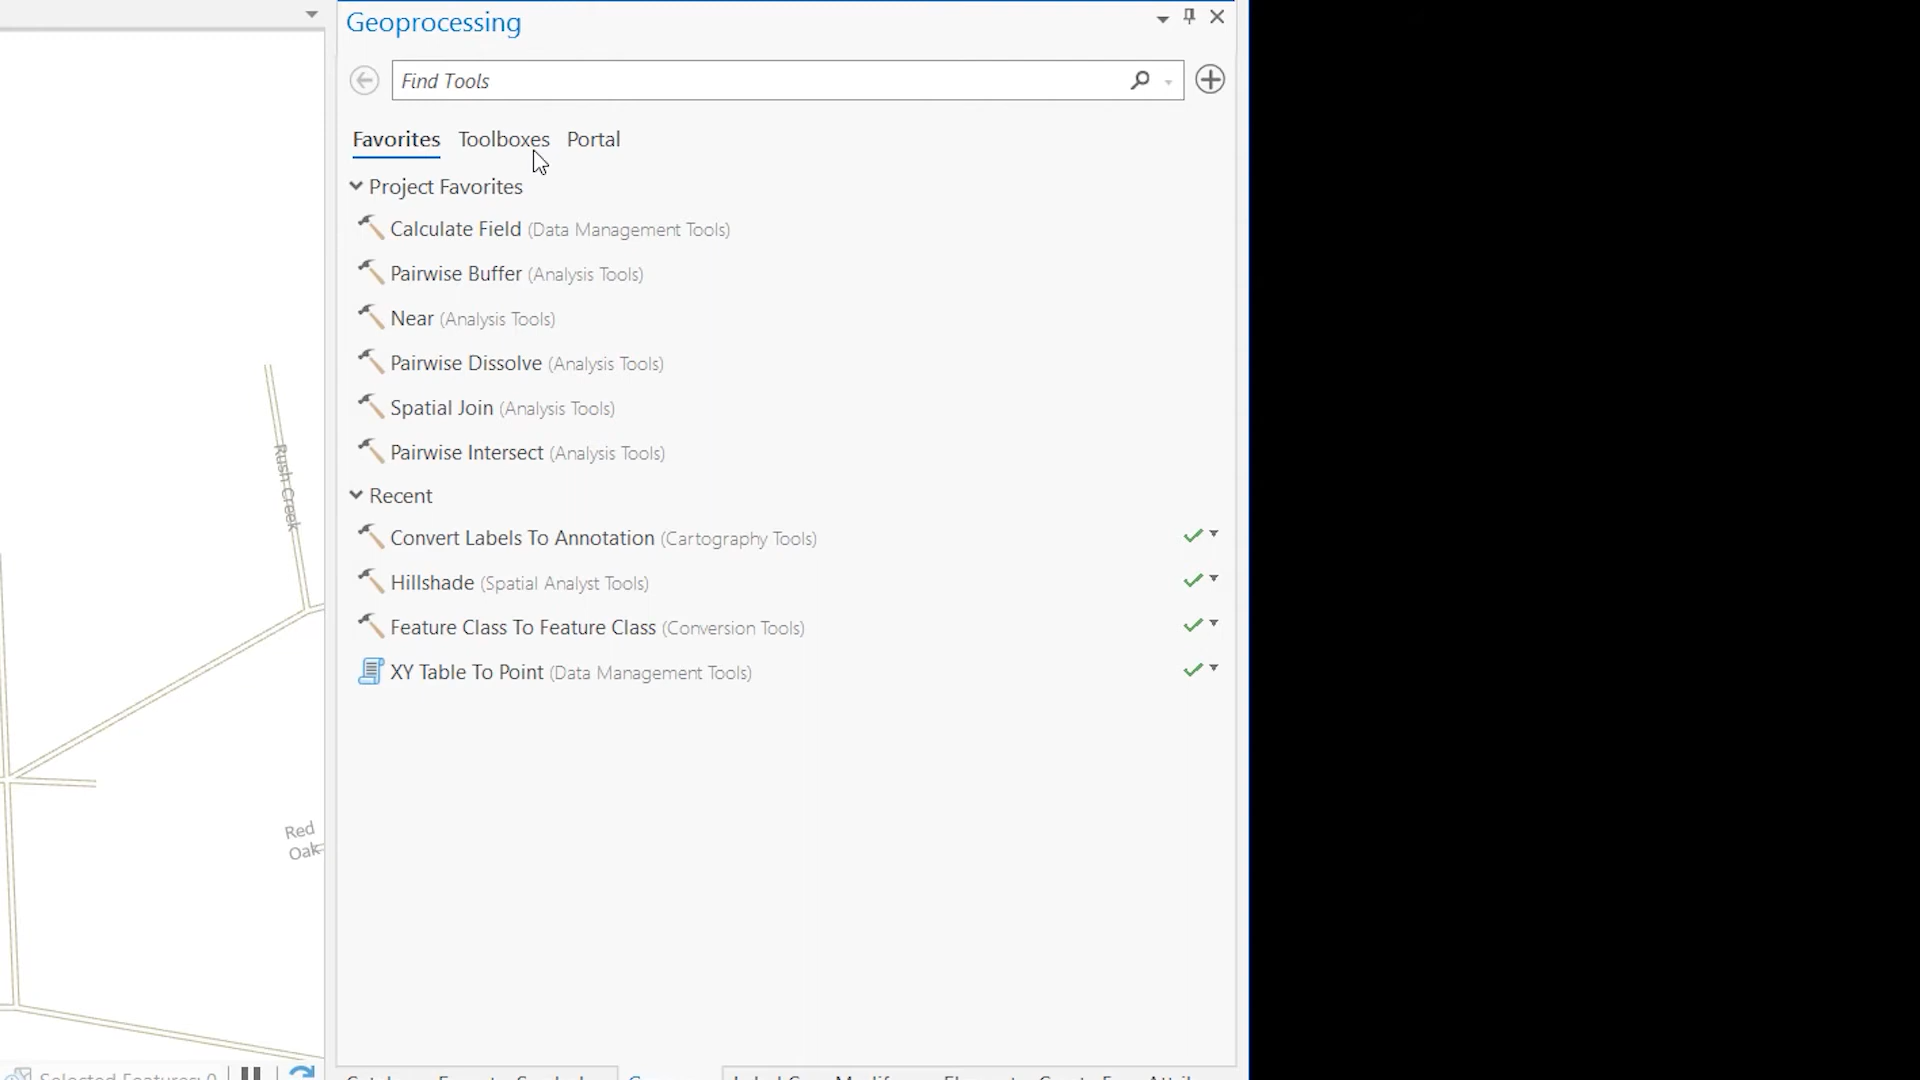 Geoprocessing
Find Tools
Favorites Toolboxes Portal
Project Favorites
Calculate Field (Data Management Tools)
Pairwise Buffer (Analysis Tools)
Near (Analysis Tools)
Pairwise Dissolve (Analysis Tools)
Spatial Join (Analysis Tools)
Pairwise Intersect (Analysis Tools)
Recent
Convert Labels To Annotation (Cartography Tools)
Hillshade (Spatial Analyst Tools)
Feature Class To Feature Class (Conversion Tools)
XY Table To Point (Data Management Tools)
Rush Creek
Red
Oak
Selected Features: 0